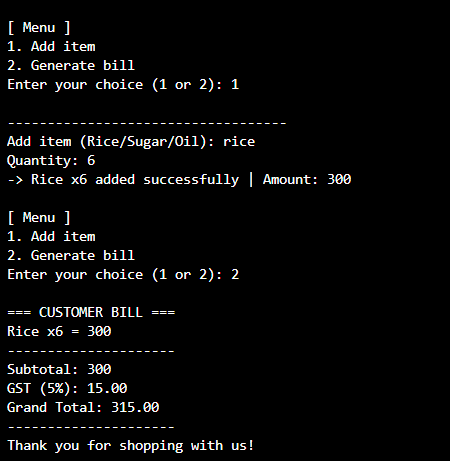 [ Menu ]
1. Add item
2. Generate bill
Enter your choice (1 or 2): 1
-----------------------------------
Add item (Rice/Sugar/Oil): rice
Quantity: 6
-> Rice x6 added successfully | Amount: 300
[ Menu ]
1. Add item
2. Generate bill
Enter your choice (1 or 2): 2
=== CUSTOMER BILL ===
Rice x6 = 300
---------------------
Subtotal: 300
GST (5%): 15.00
Grand Total: 315.00
---------------------
Thank you for shopping with us!